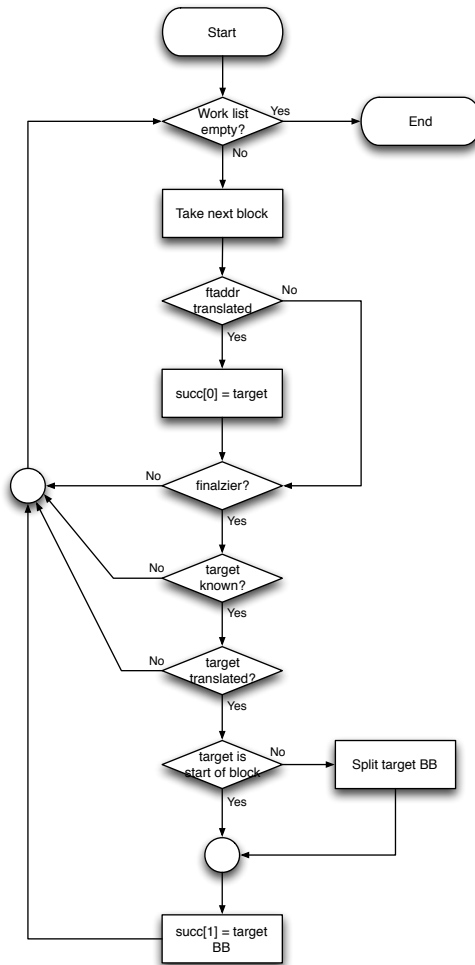 Start
Work list
empty?
Yes
End
No
Take next block
ftaddr
translated
No
Yes
succ[0] = target
No
finalzier?
Yes
No
target
known?
Yes
No
target
translated?
Yes
target is
start of block
No
Split target BB
Yes
succ[1] = target
BB